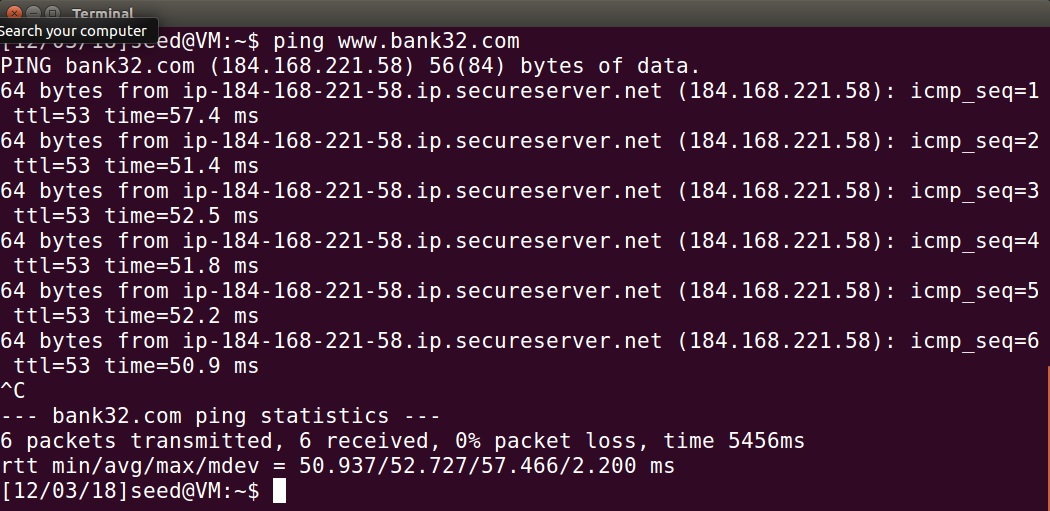 Terminal
Search your computer
[12/03/18]seed@VM:~$ ping www.bank32.com
PING bank32.com (184.168.221.58) 56(84) bytes of data.
64 bytes from ip-184-168-221-58.ip.secureserver.net (184.168.221.58): icmp_seq=1
ttl=53 time=57.4 ms
64 bytes from ip-184-168-221-58.ip.secureserver.net (184.168.221.58): icmp_seq=2
ttl=53 time=51.4 ms
64 bytes from ip-184-168-221-58.ip.secureserver.net (184.168.221.58): icmp_seq=3
ttl=53 time=52.5 ms
64 bytes from ip-184-168-221-58.ip.secureserver.net (184.168.221.58): icmp_seq=4
ttl=53 time=51.8 ms
64 bytes from ip-184-168-221-58.ip.secureserver.net (184.168.221.58): icmp_seq=5
ttl=53 time=52.2 ms
64 bytes from ip-184-168-221-58.ip.secureserver.net (184.168.221.58): icmp_seq=6
ttl=53 time=50.9 ms
^C
--- bank32.com ping statistics ---
6 packets transmitted, 6 received, 0% packet loss, time 5456ms
rtt min/avg/max/mdev = 50.937/52.727/57.466/2.200 ms
[12/03/18]seed@VM:~$